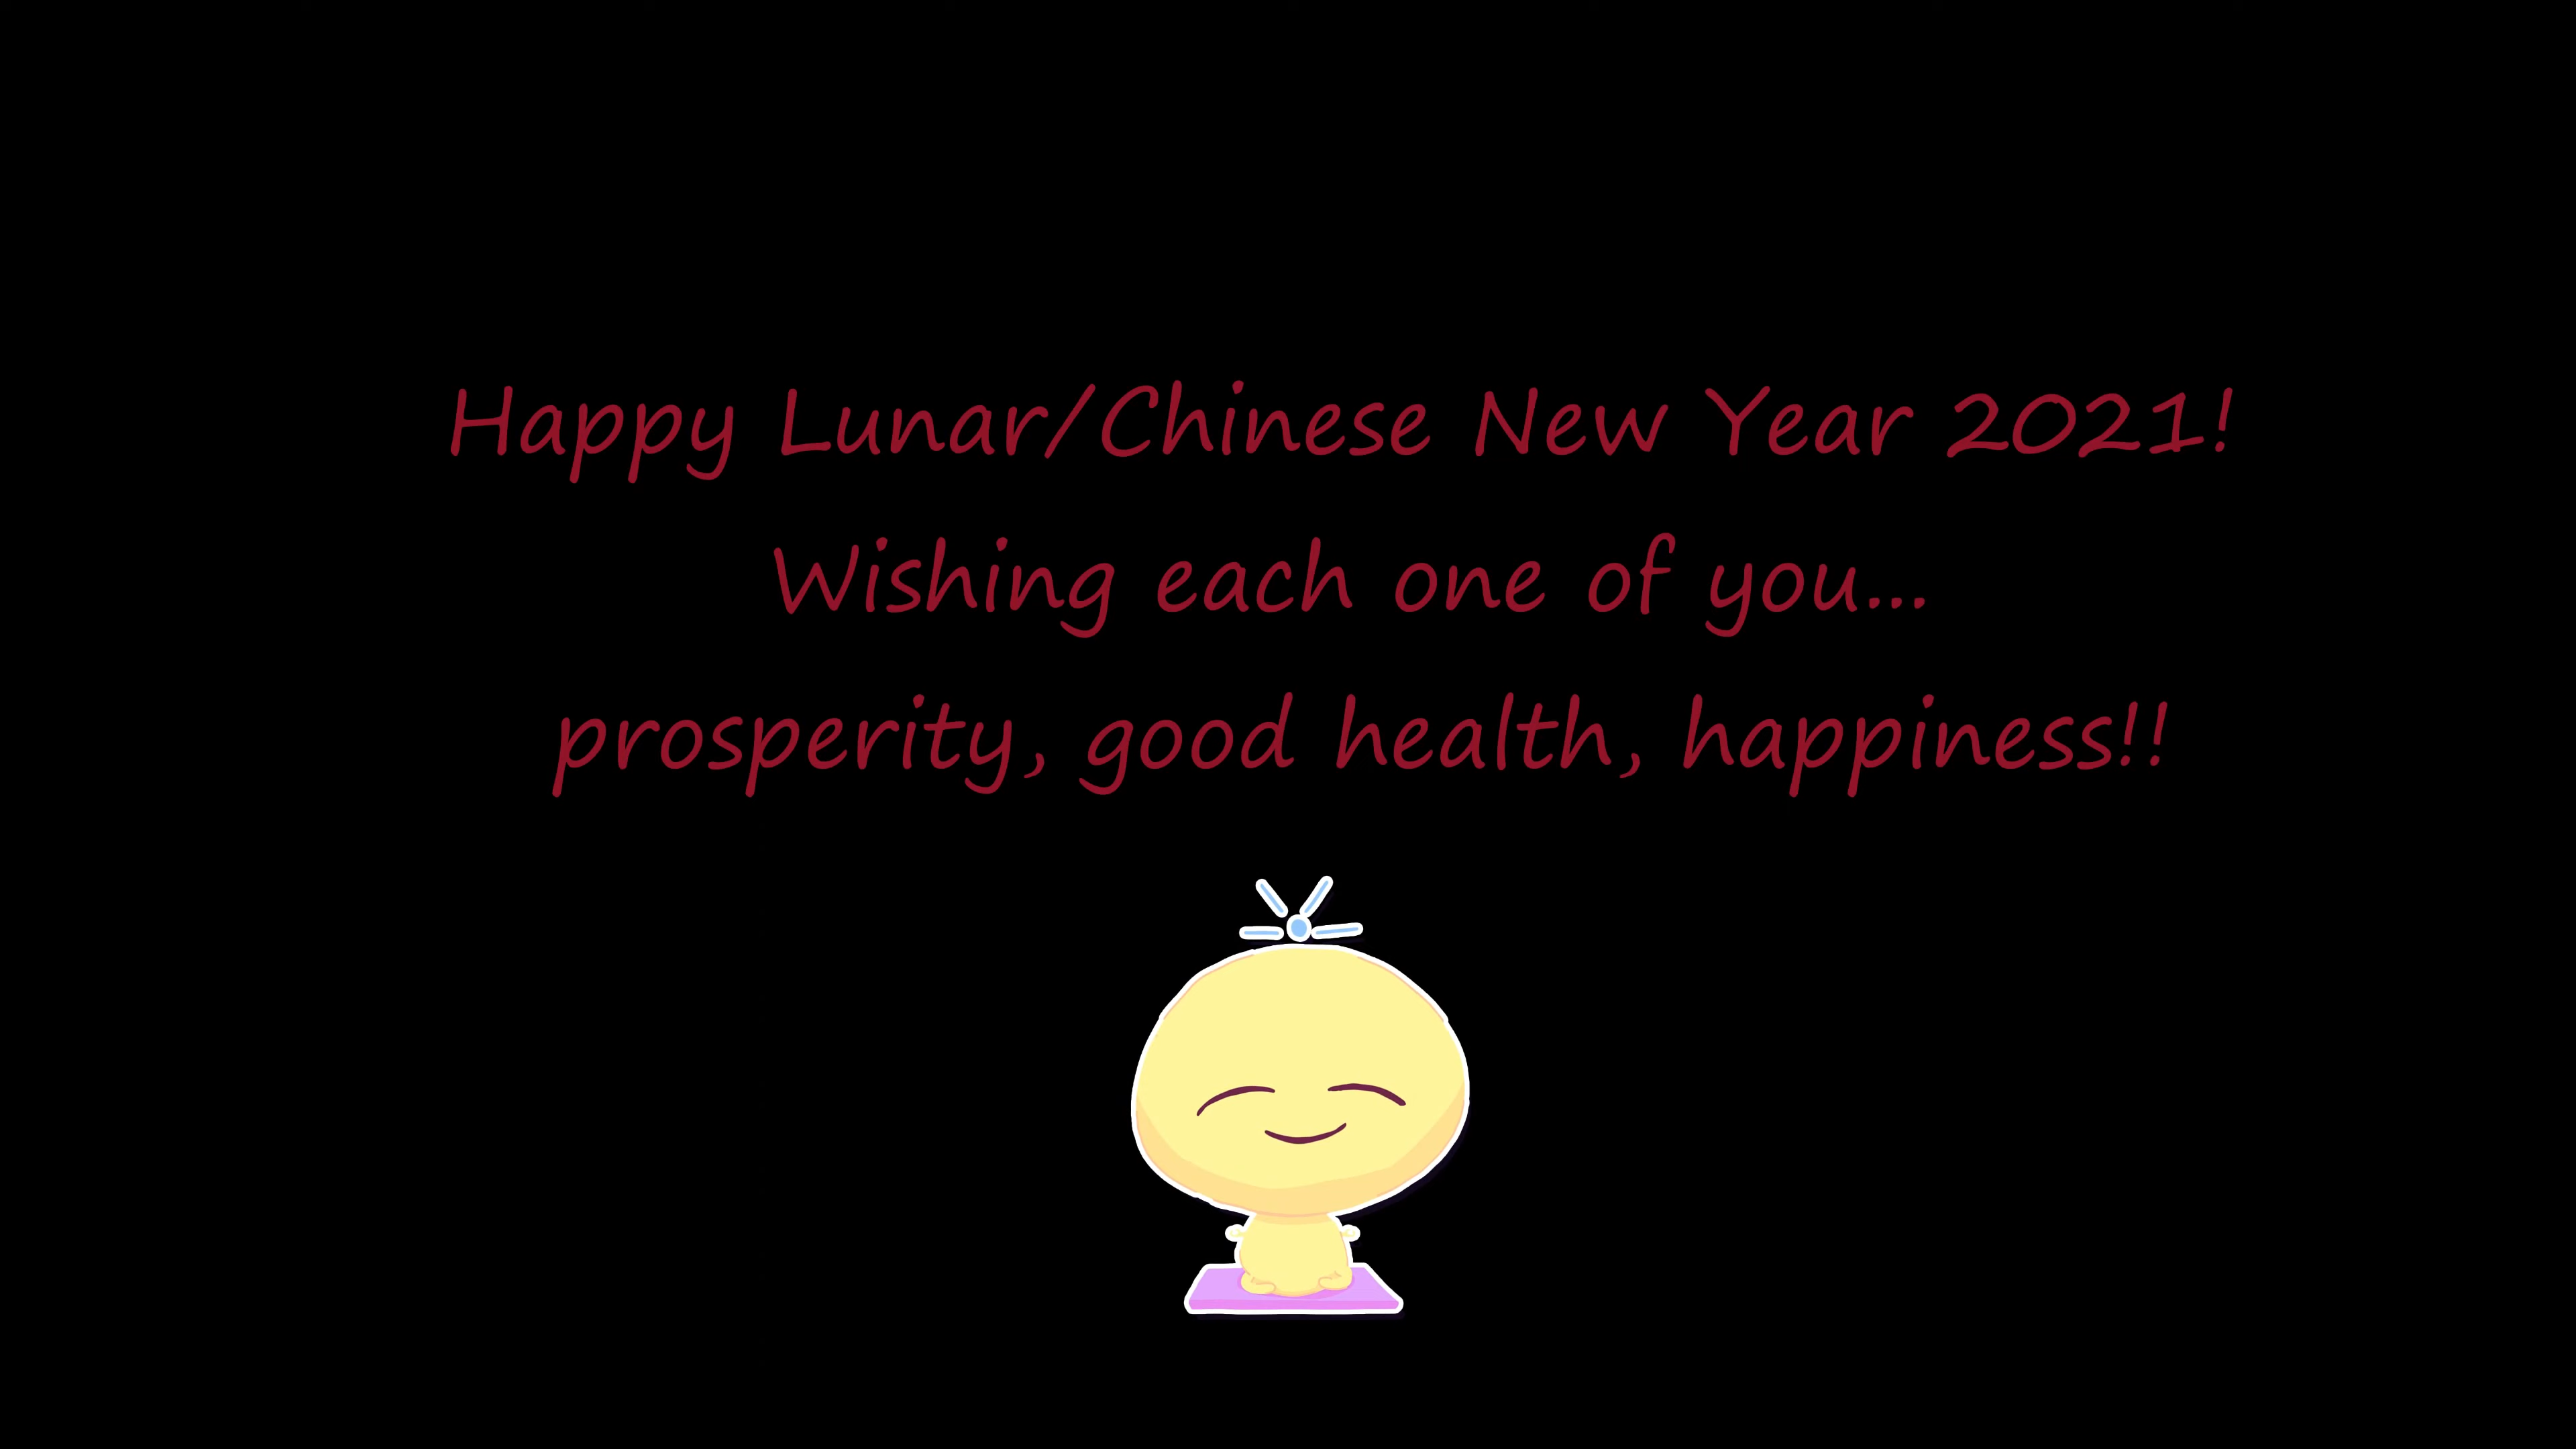 Happy Lunar/Chinese New Year 2021!
Wishing each one of you...
prosperity, good health, happiness!!